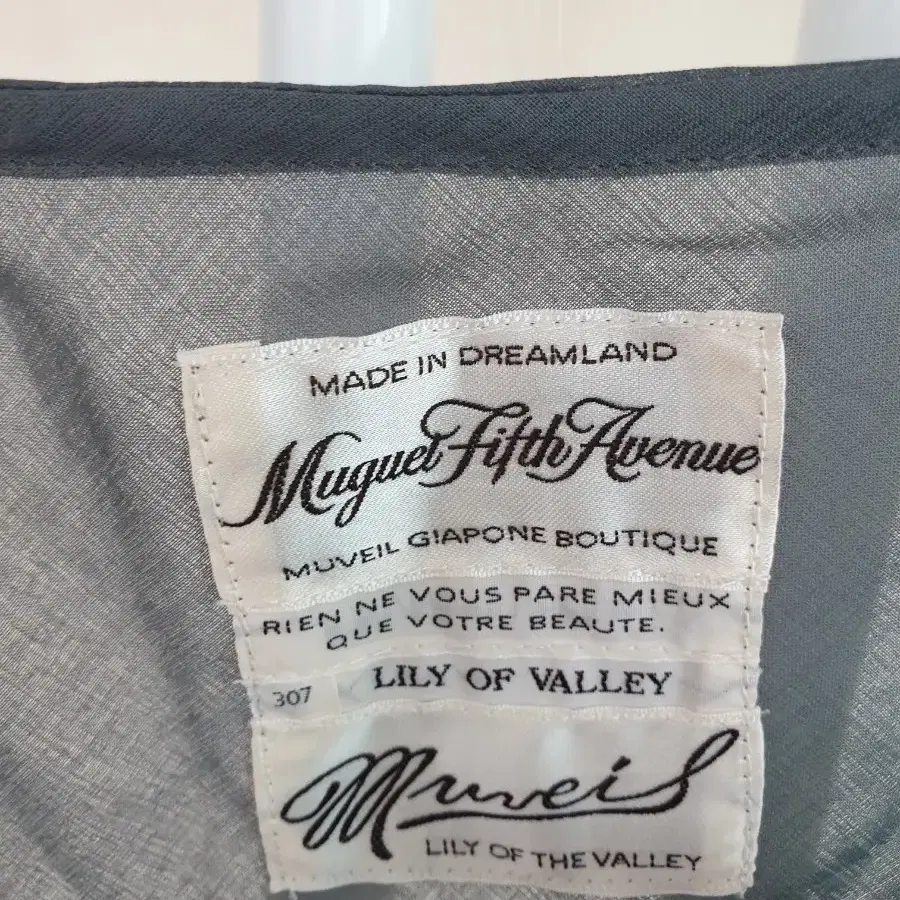 MADE IN DREAMLAND
Muguet Fifth Avenue
MUVEIL GIAPONE BOUTIQUE
RIEN NE VOUS PARE MIEUX
QUE VOTRE BEAUTE.
307 LILY OF VALLEY
Muveil
LILY OF THE VALLEY